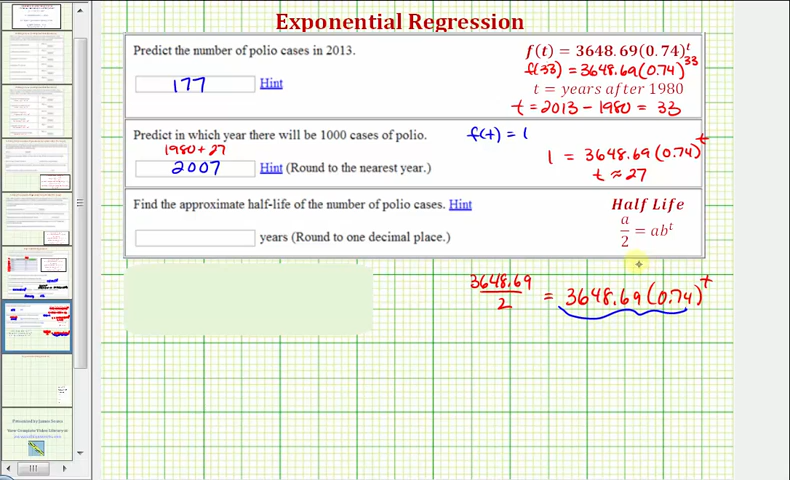 Exponential Regression
Predict the number of polio cases in 2013.
177 Hint
f(t) = 3648.69(0.74)^t
f(33) = 3648.69(0.74)^33
t = years after 1980
t = 2013 - 1980 = 33
Predict in which year there will be 1000 cases of polio.
1980 + 27
2007 Hint (Round to the nearest year.)
f(t) = 1
1 = 3648.69(0.74)^t
t ≈ 27
Find the approximate half-life of the number of polio cases. Hint
years (Round to one decimal place.)
Half Life
a/2 = ab^t
3648.69/2 = 3648.69(0.74)^t